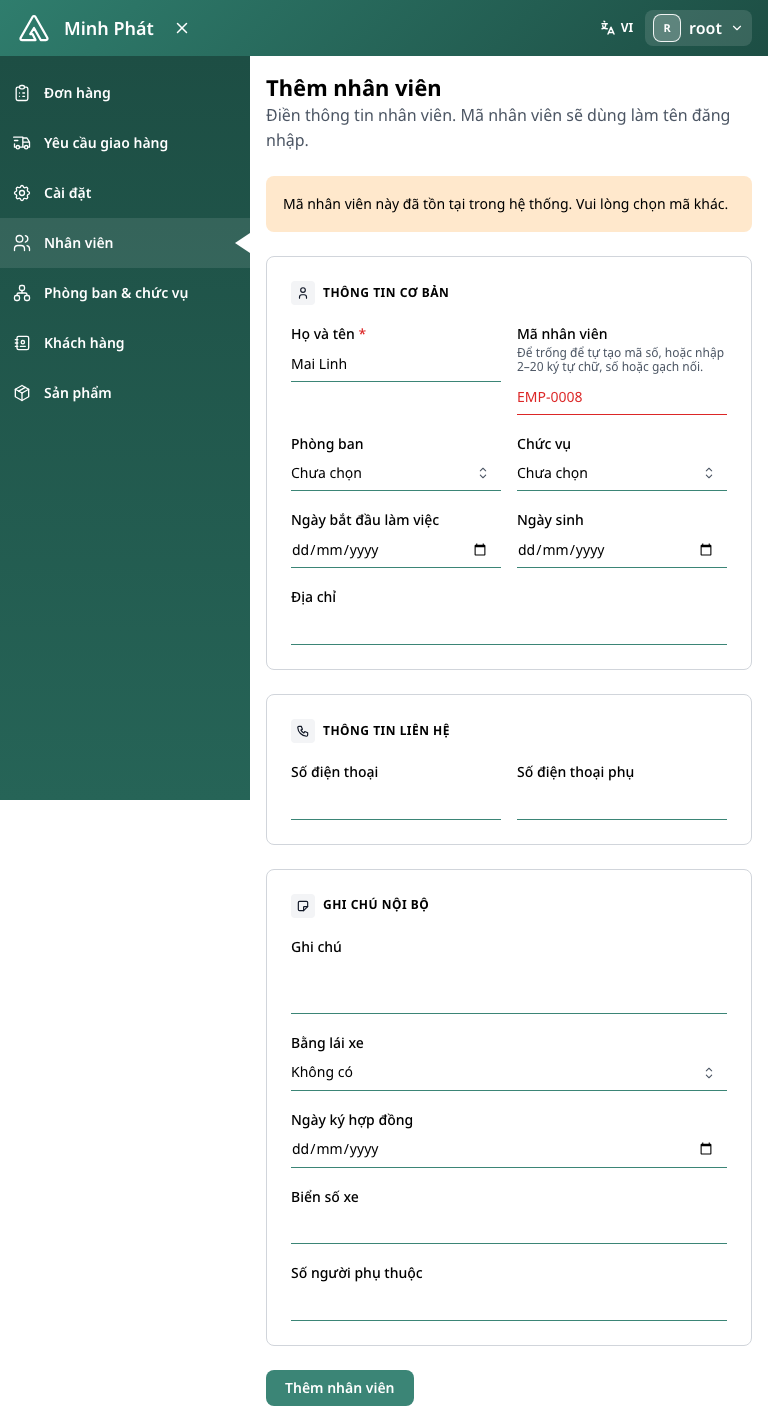 Minh Phát
VI
R
root
Đơn hàng
Yêu cầu giao hàng
Cài đặt
Nhân viên
Phòng ban & chức vụ
Khách hàng
Sản phẩm
Thêm nhân viên
Điền thông tin nhân viên. Mã nhân viên sẽ dùng làm tên đăng
nhập.
Mã nhân viên này đã tồn tại trong hệ thống. Vui lòng chọn mã khác.
THÔNG TIN CƠ BẢN
Họ và tên *
Mai Linh
Mã nhân viên
Để trống để tự tạo mã số, hoặc nhập
2–20 ký tự chữ, số hoặc gạch nối.
EMP-0008
Phòng ban
Chưa chọn
Chức vụ
Chưa chọn
Ngày bắt đầu làm việc
dd/mm/yyyy
Ngày sinh
dd/mm/yyyy
Địa chỉ
THÔNG TIN LIÊN HỆ
Số điện thoại
Số điện thoại phụ
GHI CHÚ NỘI BỘ
Ghi chú
Bằng lái xe
Không có
Ngày ký hợp đồng
dd/mm/yyyy
Biển số xe
Số người phụ thuộc
Thêm nhân viên